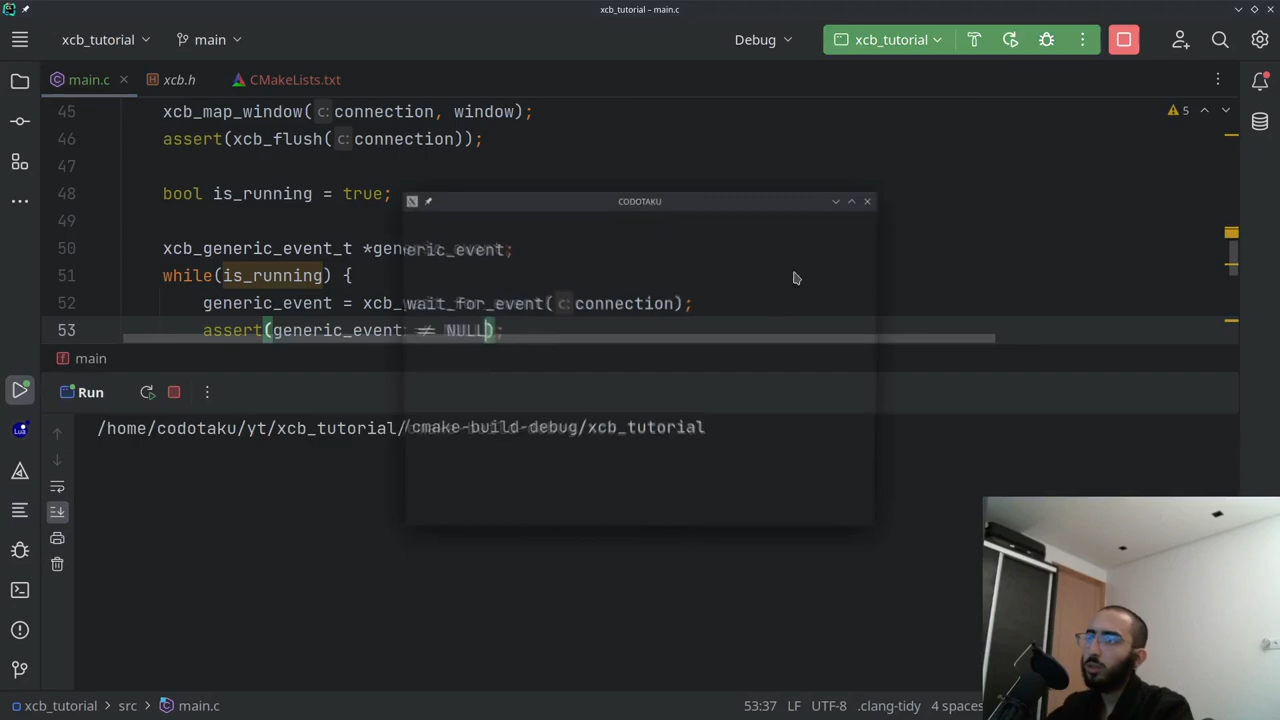 xcb_tutorial – main.c
xcb_tutorial
main
Debug
xcb_tutorial
main.c
xcb.h
CMakeLists.txt
45 xcb_map_window( c: connection, window);
5
46 assert(xcb_flush( c: connection));
47
48 bool is_running = true;
CODOTAKU
49
50 xcb_generic_event_t *generic_event;
51 while(is_running) {
52 generic_event = xcb_wait_for_event( c: connection);
53 assert(generic_event ≠ NULL);
main
Run
/home/codotaku/yt/xcb_tutorial/cmake-build-debug/xcb_tutorial
Lua
xcb_tutorial
src
main.c
53:37
LF
UTF-8
.clang-tidy
4 spaces